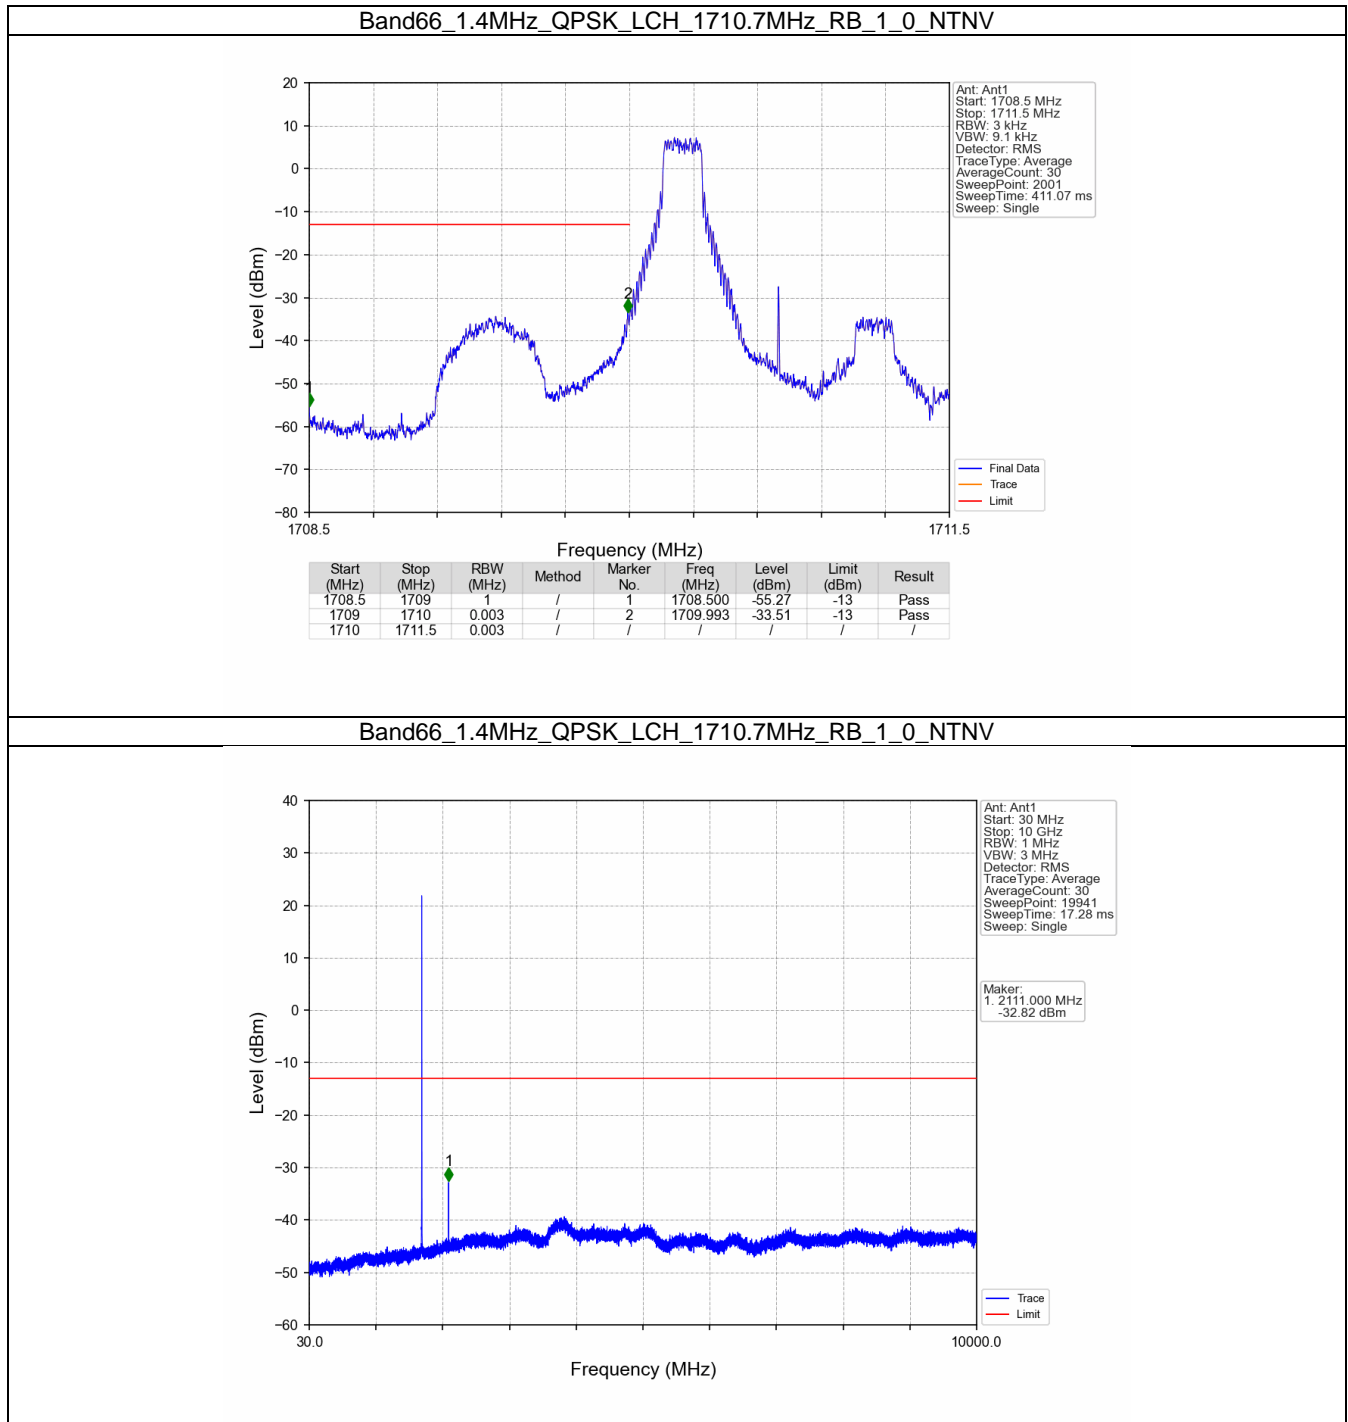 Band66_1.4MHz_QPSK_LCH_1710.7MHz_RB_1_0_NTNV
20
10
0
−10
−20
−30
−40
−50
−60
−70
−80
Level (dBm)
1
2
1708.5
1711.5
Frequency (MHz)
Ant: Ant1
Start: 1708.5 MHz
Stop: 1711.5 MHz
RBW: 3 kHz
VBW: 9.1 kHz
Detector: RMS
TraceType: Average
AverageCount: 30
SweepPoint: 2001
SweepTime: 411.07 ms
Sweep: Single
Final Data
Trace
Limit
Start (MHz) Stop (MHz) RBW (MHz) Method Marker No. Freq (MHz) Level (dBm) Limit (dBm) Result
1708.5 1709 1 / 1 1708.500 -55.27 -13 Pass
1709 1710 0.003 / 2 1709.993 -33.51 -13 Pass
1710 1711.5 0.003 / / / / / /
Band66_1.4MHz_QPSK_LCH_1710.7MHz_RB_1_0_NTNV
40
30
20
10
0
−10
−20
−30
−40
−50
−60
Level (dBm)
1
30.0
10000.0
Frequency (MHz)
Ant: Ant1
Start: 30 MHz
Stop: 10 GHz
RBW: 1 MHz
VBW: 3 MHz
Detector: RMS
TraceType: Average
AverageCount: 30
SweepPoint: 19941
SweepTime: 17.28 ms
Sweep: Single
Maker:
1. 2111.000 MHz
-32.82 dBm
Trace
Limit